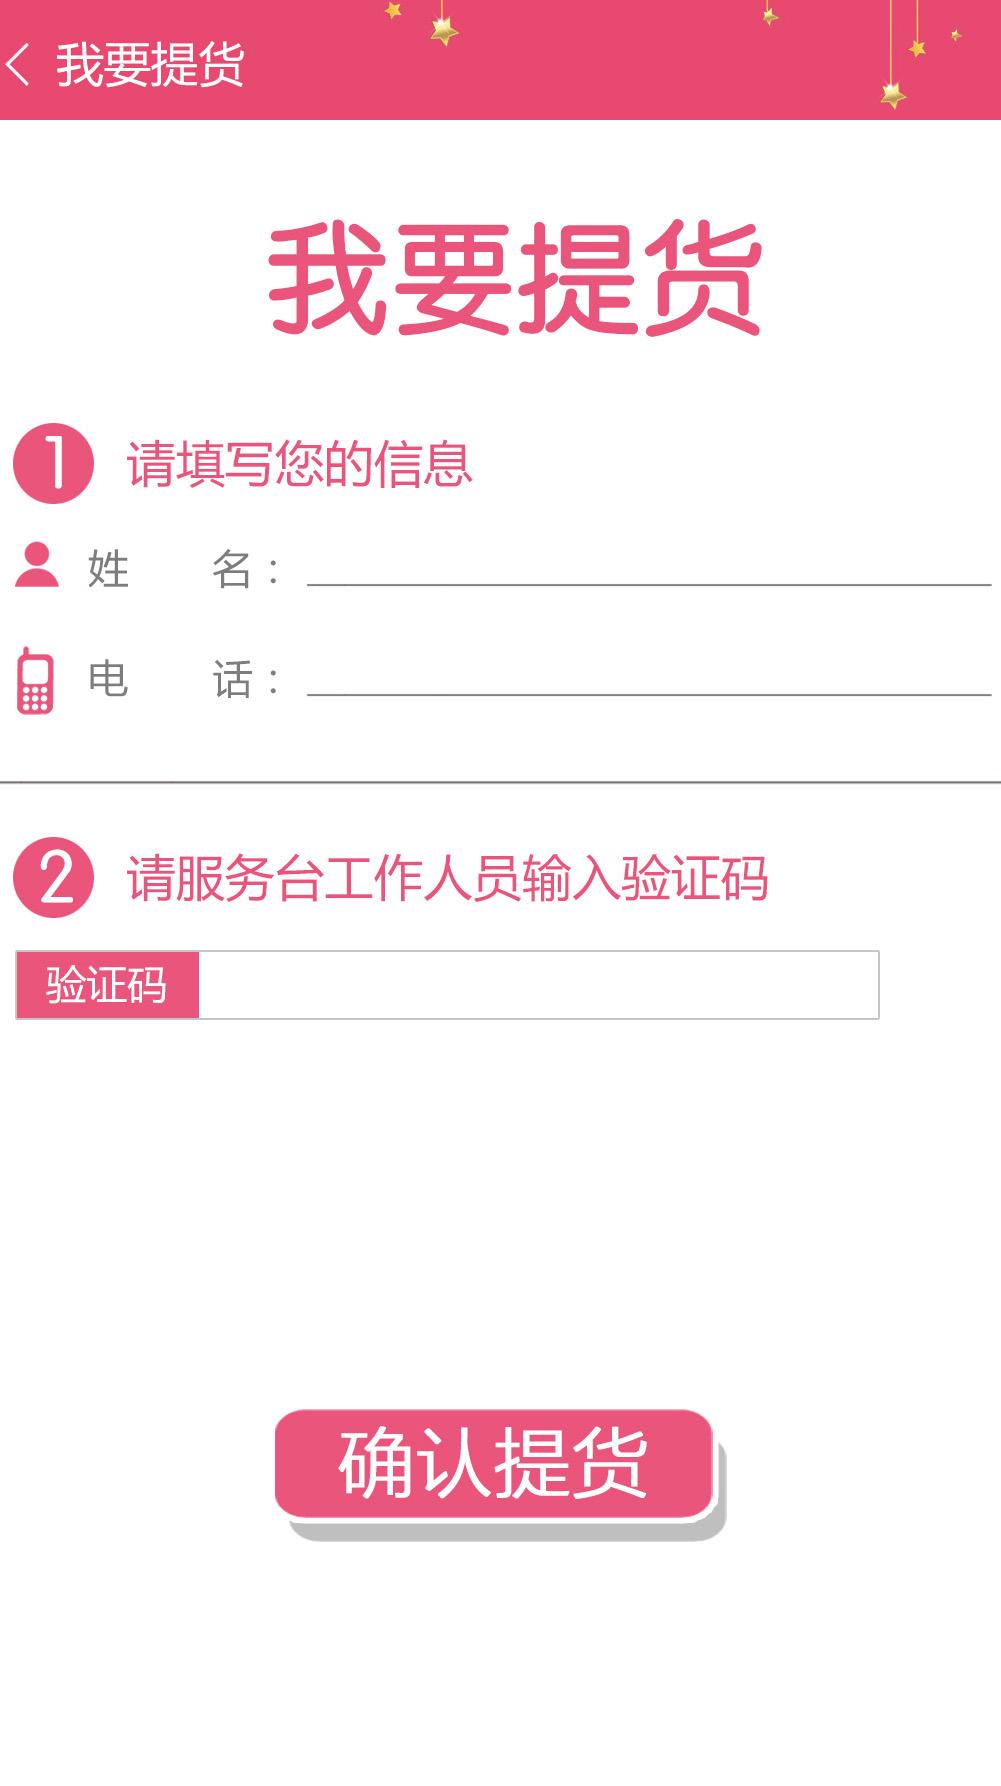 我要提货
我要提货
1 请填写您的信息
姓 名：
电 话：
2 请服务台工作人员输入验证码
验证码
确认提货